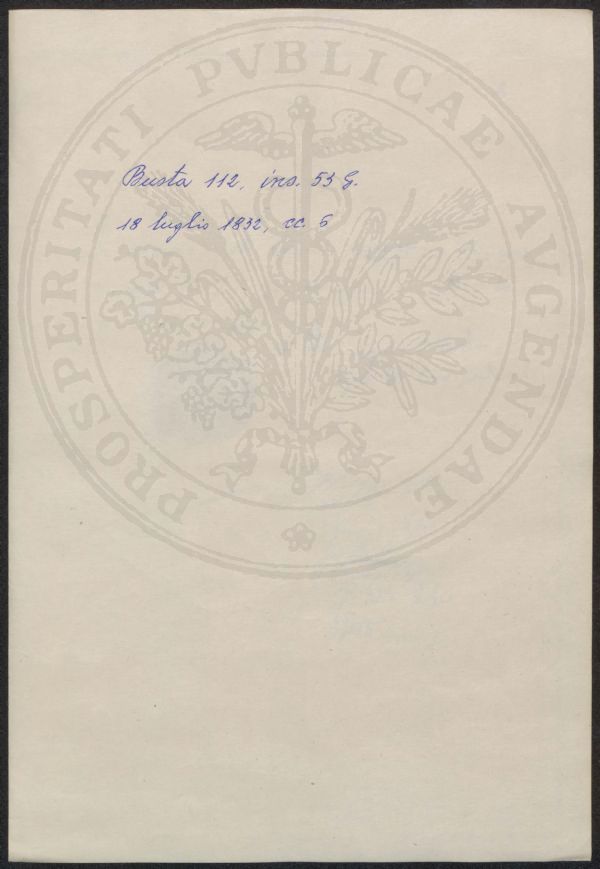 PROSPERITATI PVBLICAE AVGENDAE
Busta 112, ins. 53 G.
18 luglio 1832, cc. 6